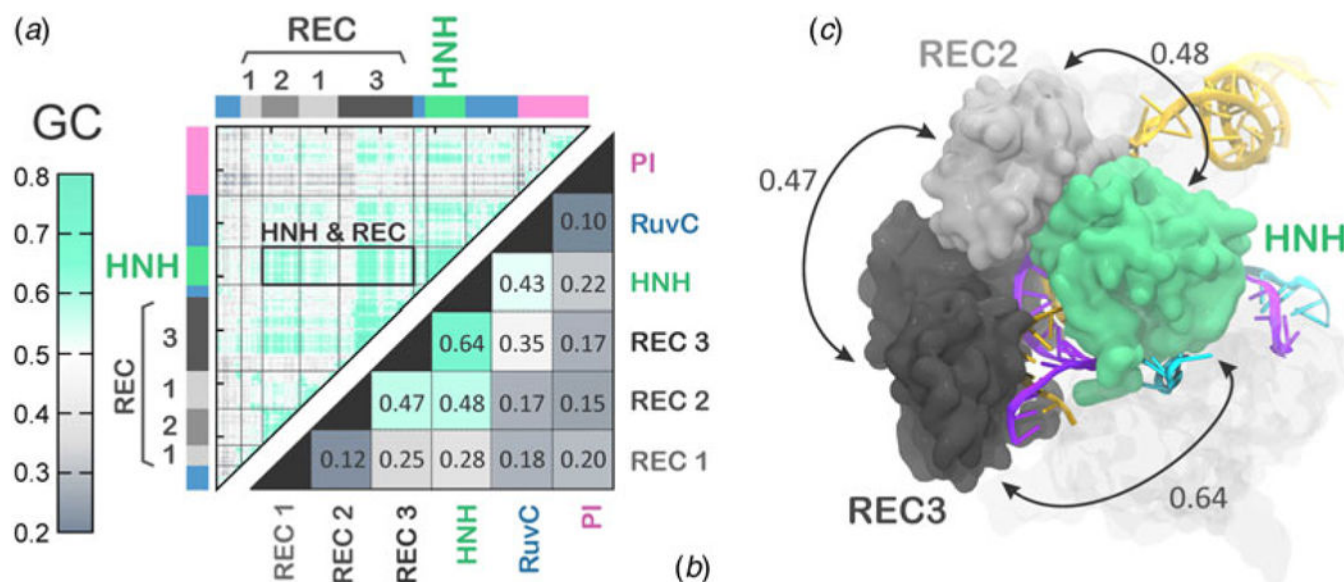 (a)
REC
HNH
1 2 1 3
GC
0.8
0.7
0.6
0.5
0.4
0.3
0.2
HNH
REC
3
1
2
1
HNH & REC
PI
0.10 RuvC
0.43 0.22 HNH
0.64 0.35 0.17 REC 3
0.47 0.48 0.17 0.15 REC 2
0.12 0.25 0.28 0.18 0.20 REC 1
REC 1 REC 2 REC 3 HNH RuvC PI
(b)
(c)
REC2
0.48
0.47
HNH
REC3
0.64